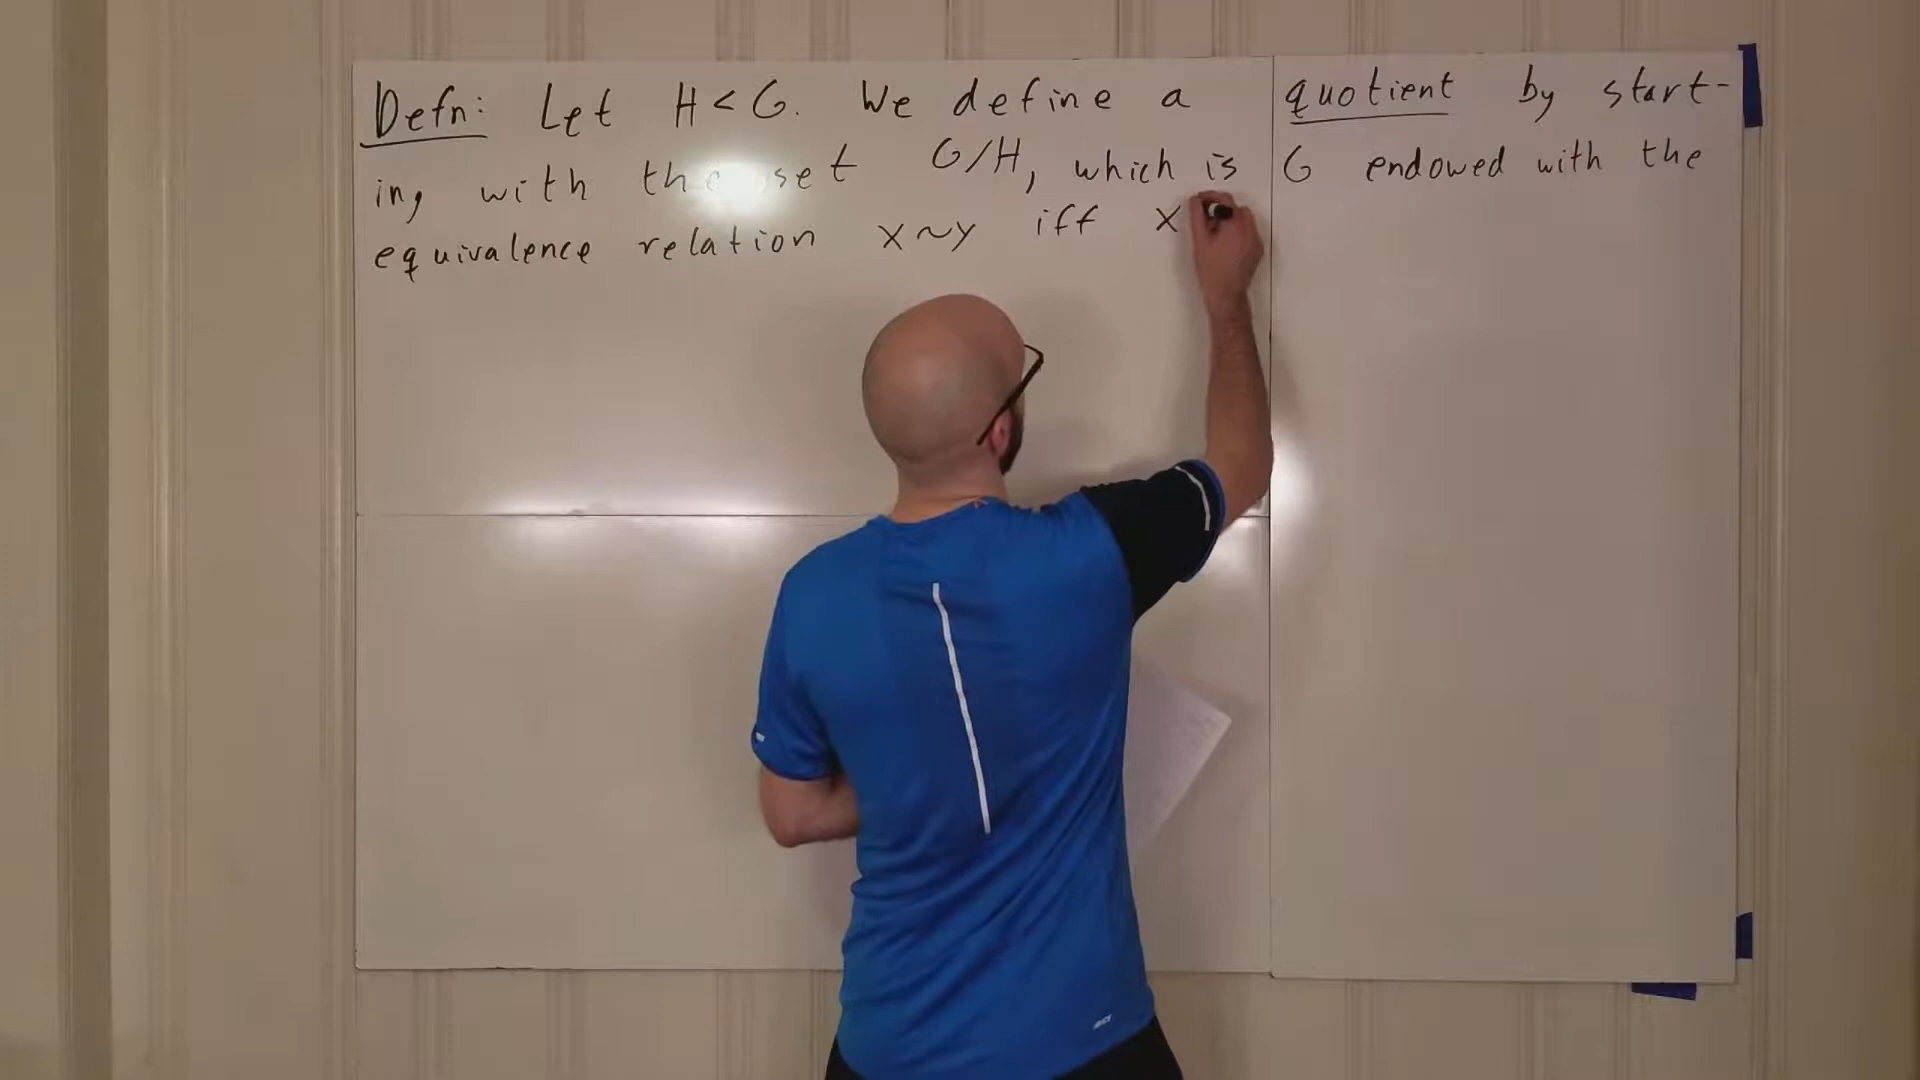 Defn: Let H < G. We define a quotient by start-
ing with the set G/H, which is G endowed with the
equivalence relation x~y iff x